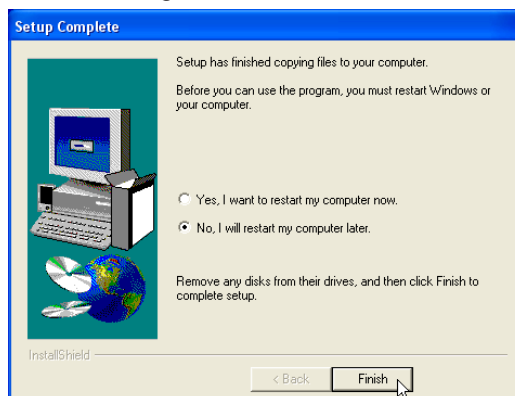 Setup Complete
Setup has finished copying files to your computer.
Before you can use the program, you must restart Windows or
your computer.
Yes, I want to restart my computer now.
No, I will restart my computer later.
Remove any disks from their drives, and then click Finish to
complete setup.
InstallShield
< Back
Finish